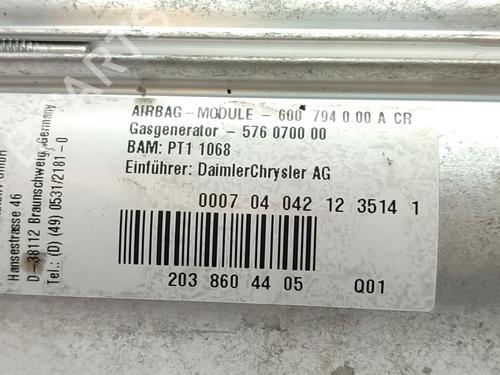 AIRBAG-MODULE - 600 794 0 00 A CR
Gasgenerator - 576 0700 00
BAM: PT1 1068
Einführer: DaimlerChrysler AG
0007 04 042 12 3514 1
203 860 44 05 Q01
Hansestrasse 46
D-38112 Braunschweig, Germany
Tel.: (0) (49) 0531/2181-0